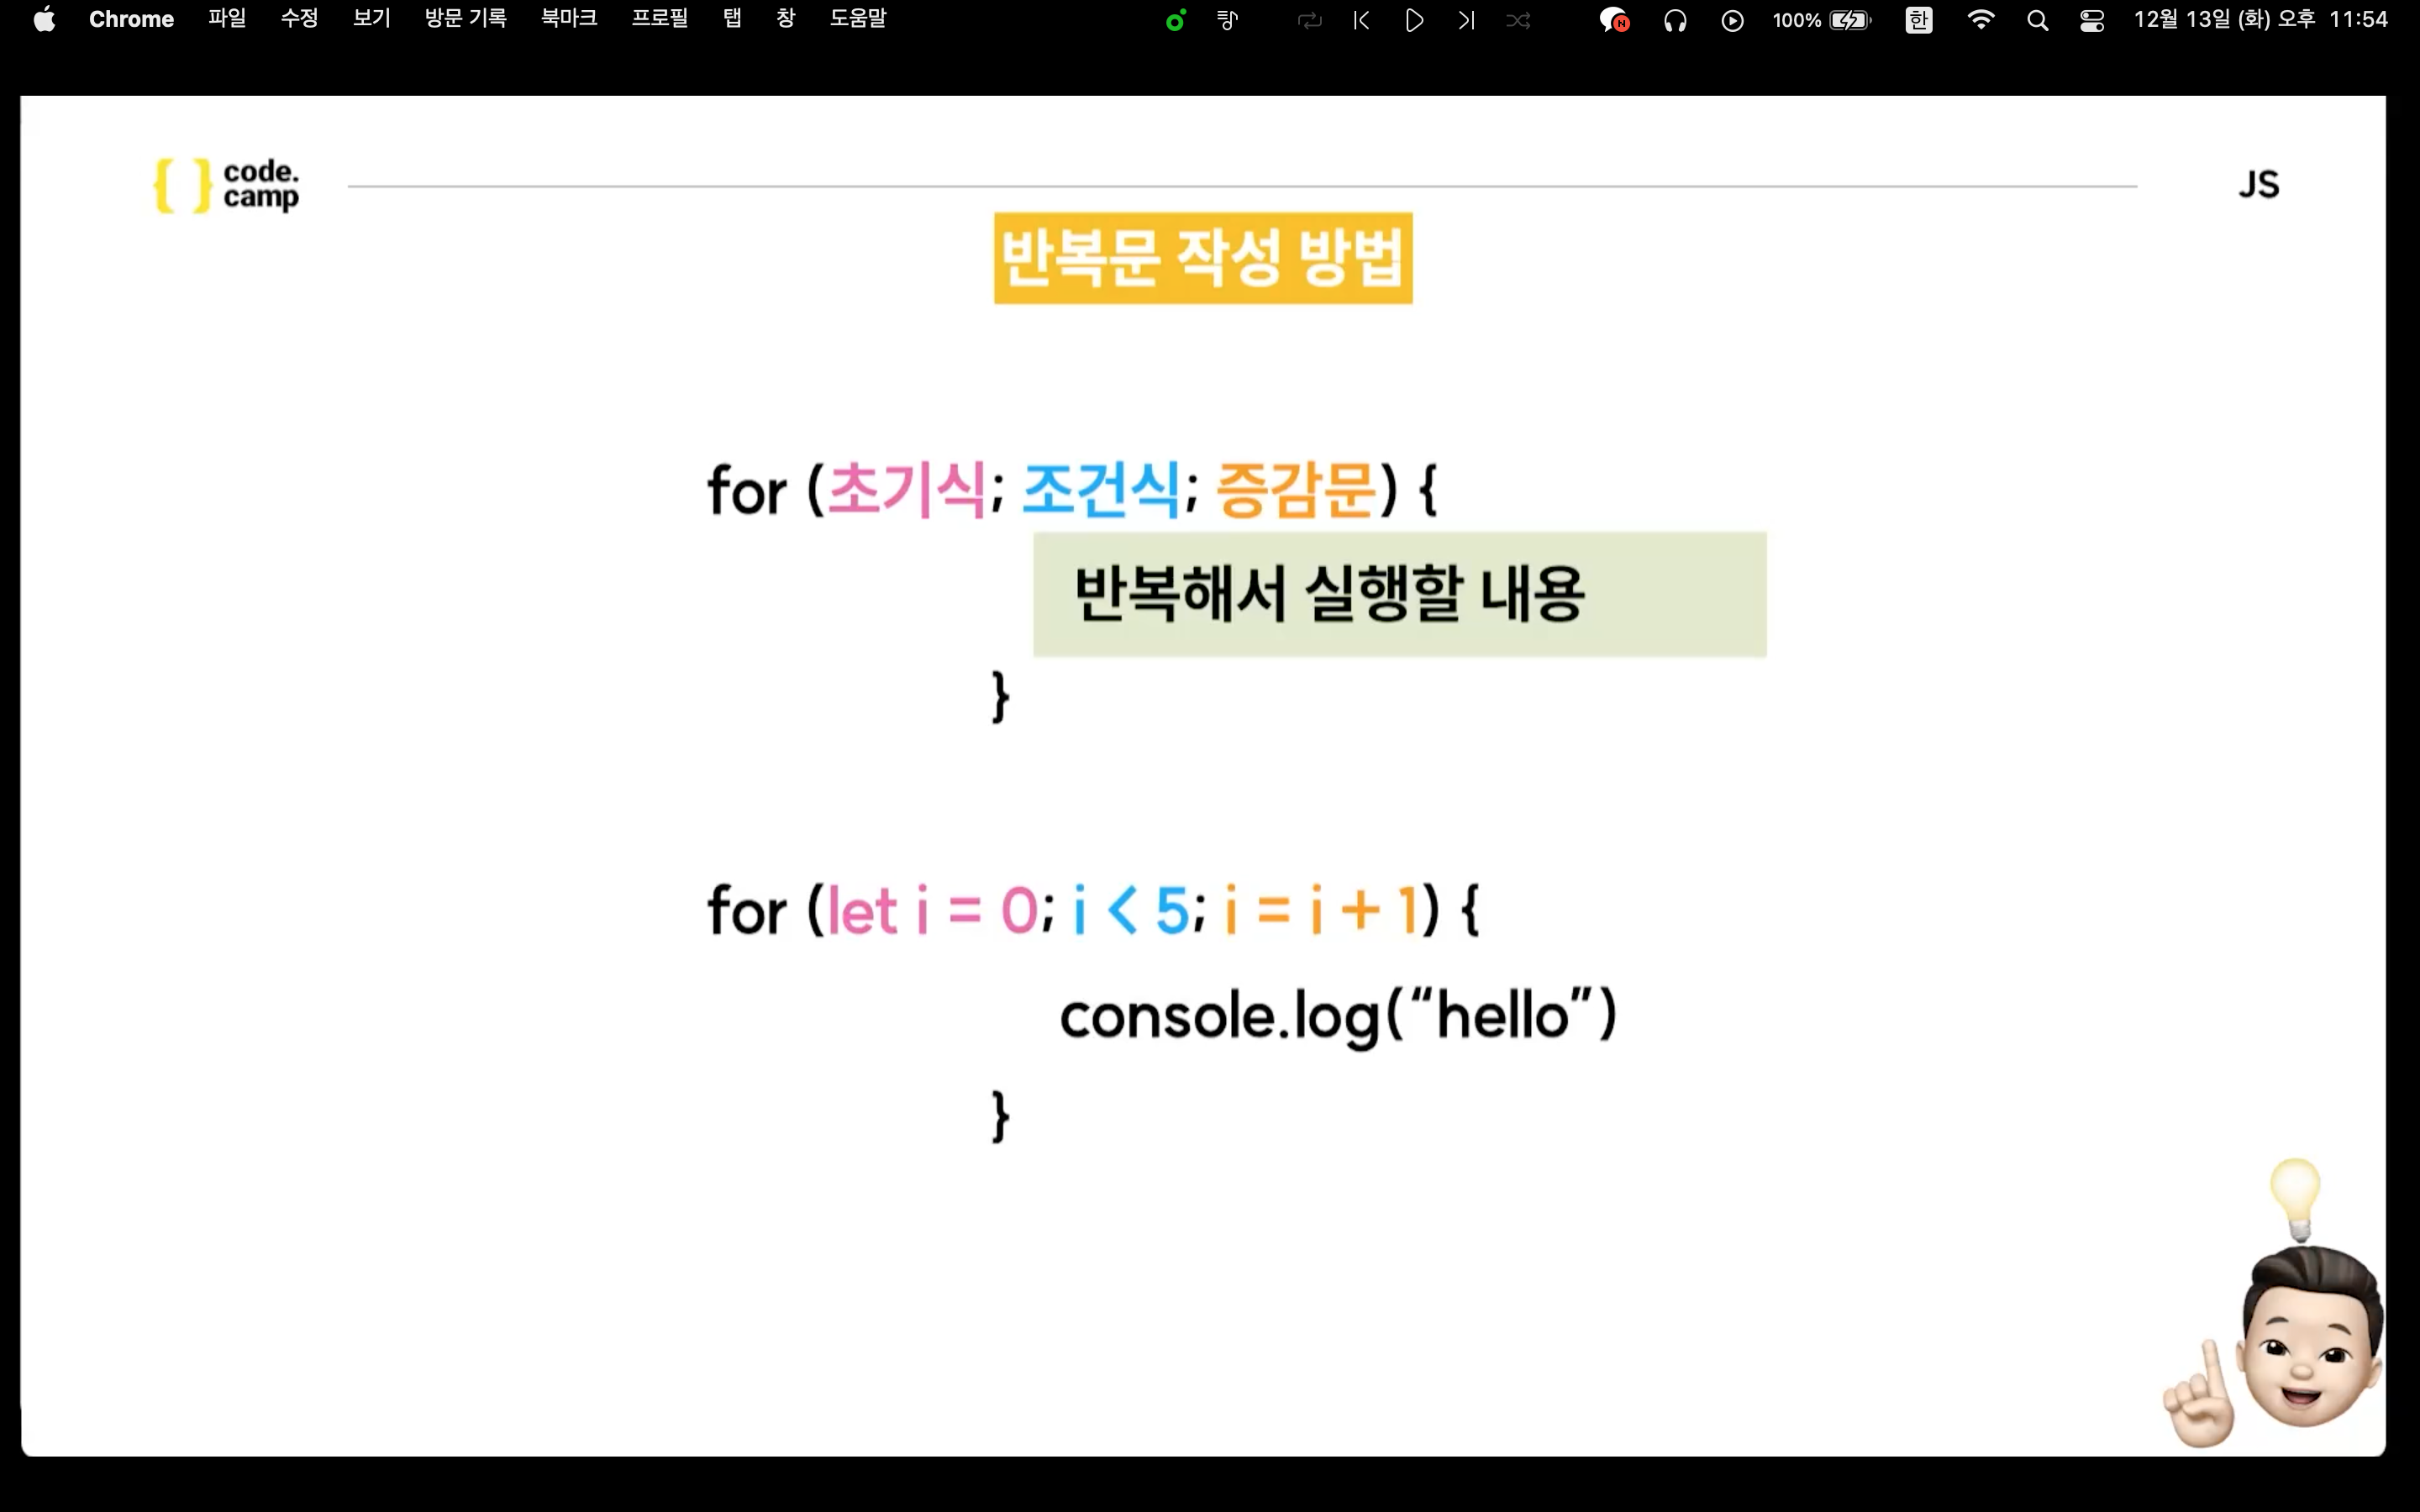 Chrome 파일 수정 보기 방문 기록 북마크 프로필 탭 창 도움말 100% 한 12월 13일 (화) 오후 11:54
code.
camp
JS
반복문 작성 방법
for (초기식; 조건식; 증감문) {
반복해서 실행할 내용
}
for (let i = 0; i < 5; i = i + 1) {
console.log(“hello”)
}